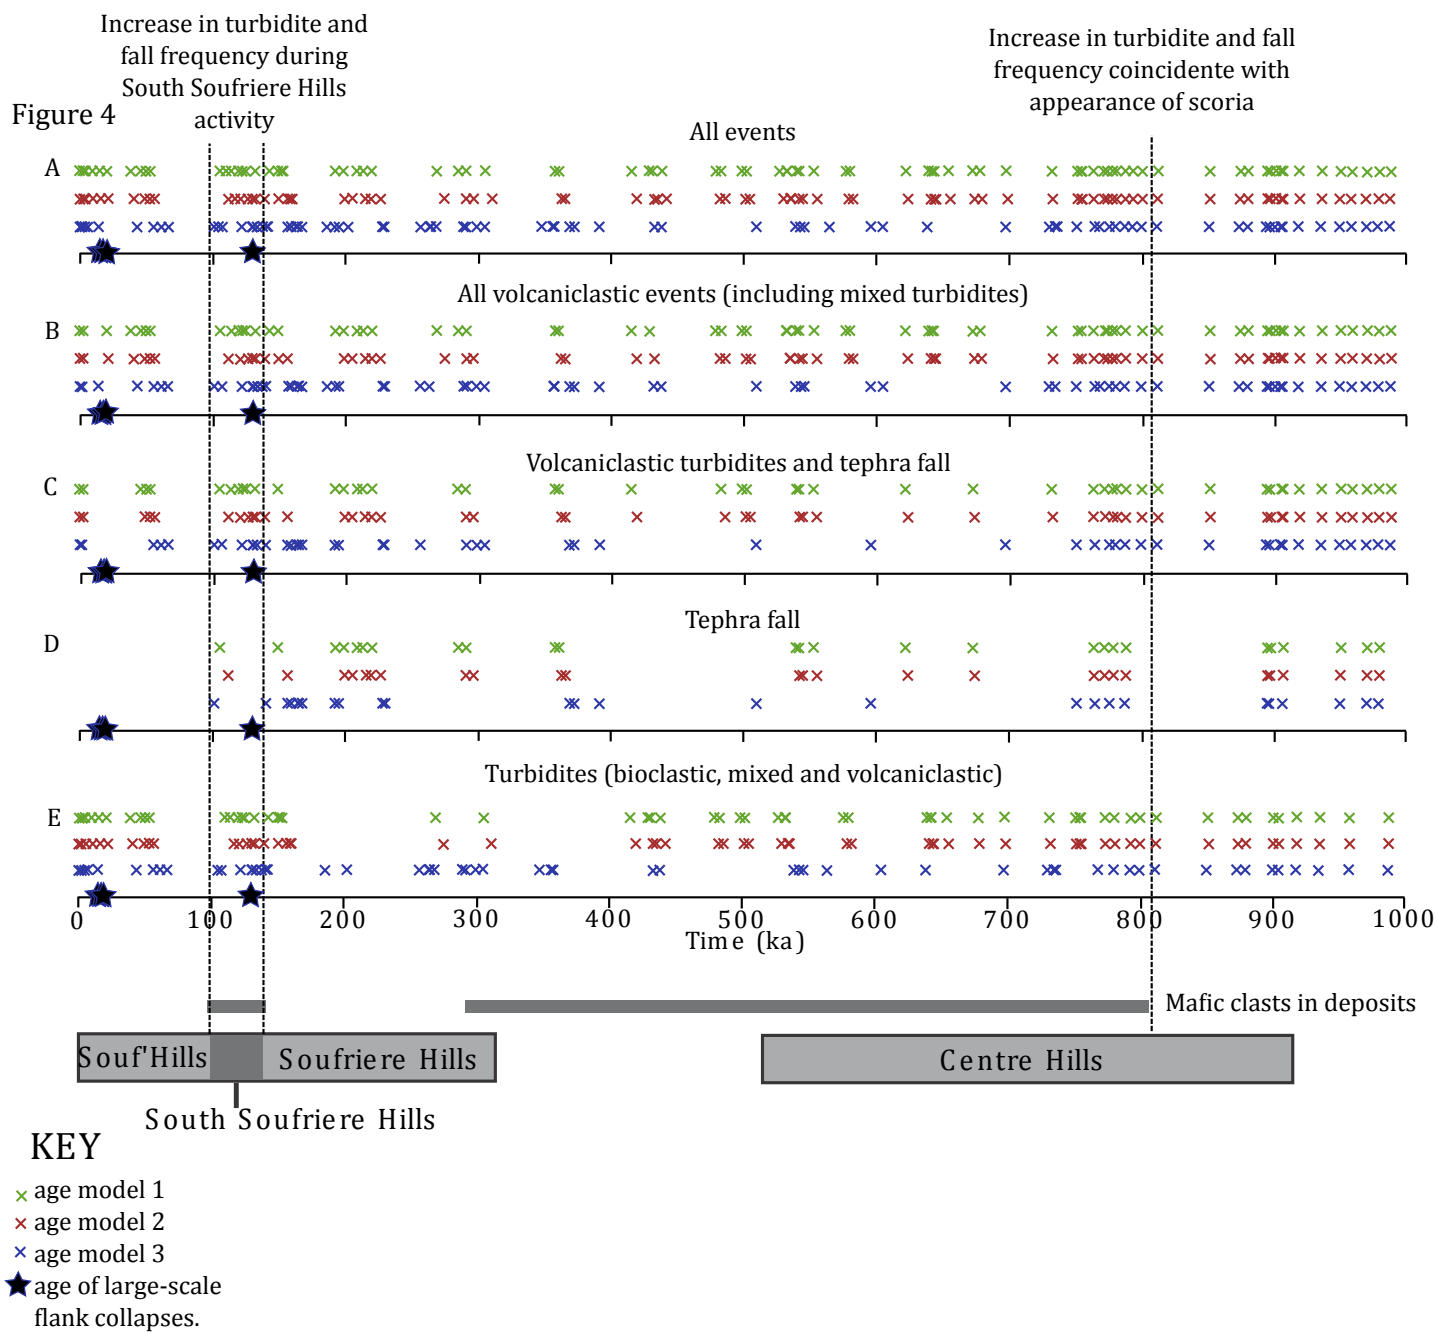 Increase in turbidite and
fall frequency during
South Soufriere Hills
activity
Increase in turbidite and fall
frequency coincidente with
appearance of scoria
Figure 4
All events
A
All volcaniclastic events (including mixed turbidites)
B
Volcaniclastic turbidites and tephra fall
C
Tephra fall
D
Turbidites (bioclastic, mixed and volcaniclastic)
E
0 100 200 300 400 500 600 700 800 900 1000
Time (ka)
Mafic clasts in deposits
Souf'Hills Soufriere Hills Centre Hills
South Soufriere Hills
KEY
age model 1
age model 2
age model 3
age of large-scale
flank collapses.